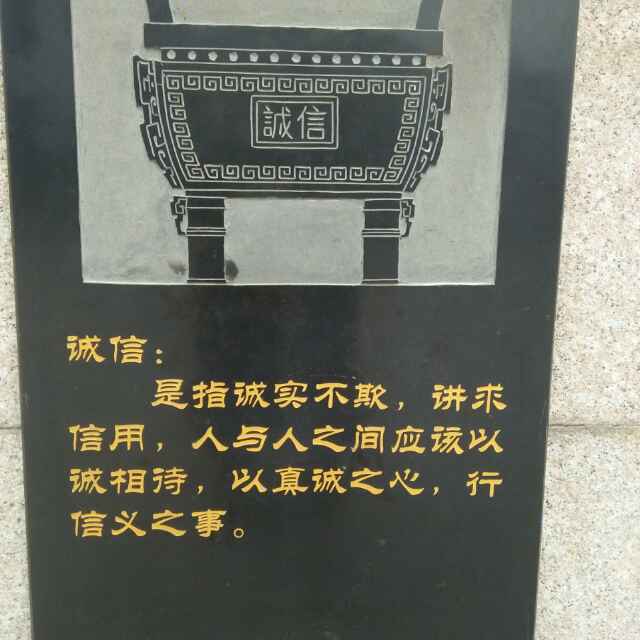 誠信
诚信：
是指诚实不欺，讲求
信用，人与人之间应该以
诚相待，以真诚之心，行
信义之事。